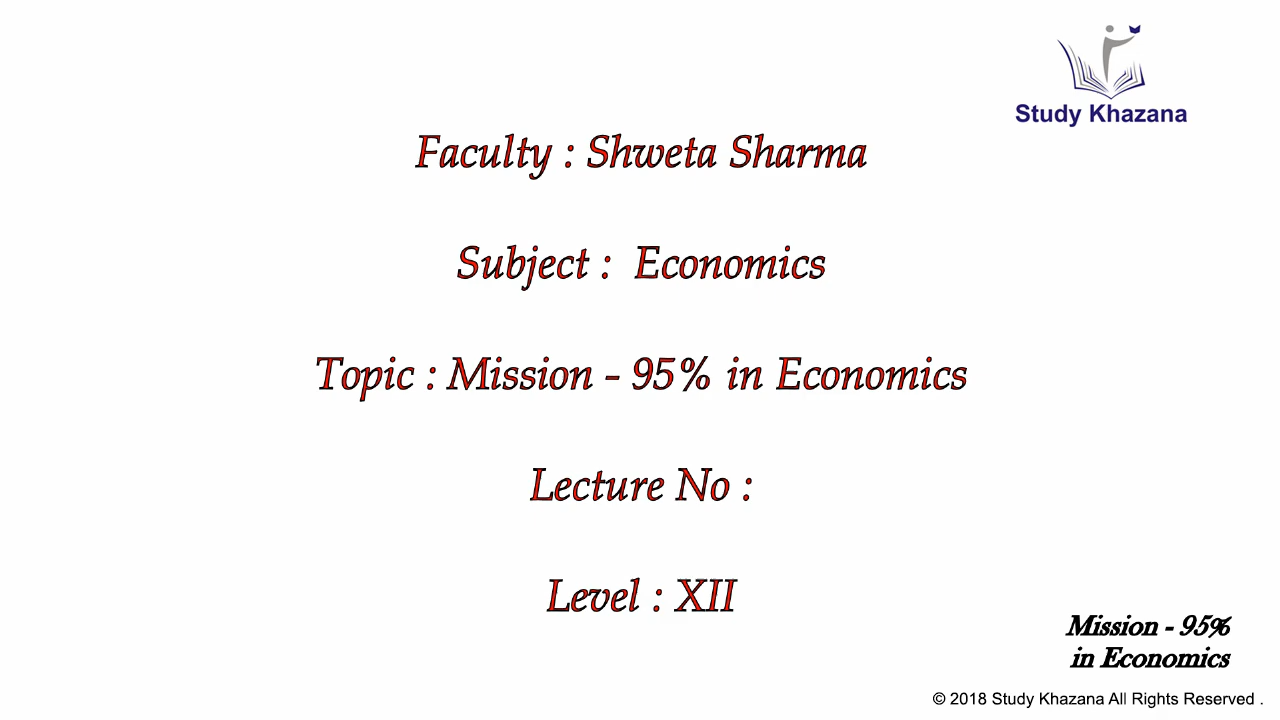 Study Khazana
Faculty : Shweta Sharma
Subject : Economics
Topic : Mission - 95% in Economics
Lecture No :
Level : XII
Mission - 95%
in Economics
© 2018 Study Khazana All Rights Reserved .